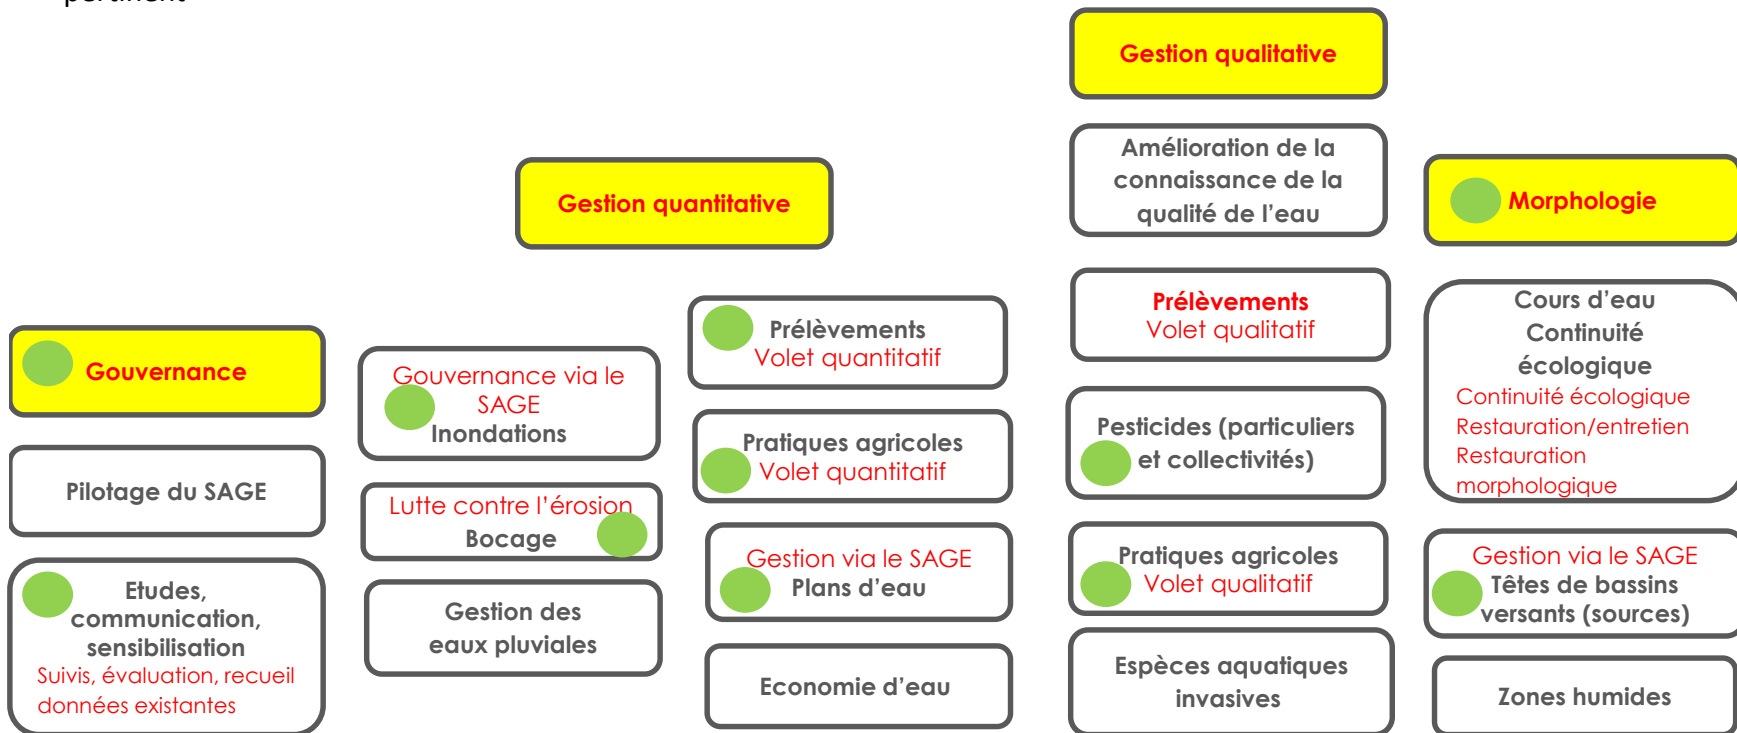 pertinent
Gouvernance
Pilotage du SAGE
Etudes,
communication,
sensibilisation
Suivis, évaluation, recueil
données existantes
Gestion quantitative
Gouvernance via le
SAGE
Inondations
Lutte contre l'érosion
Bocage
Gestion des
eaux pluviales
Prélèvements
Volet quantitatif
Pratiques agricoles
Volet quantitatif
Gestion via le SAGE
Plans d'eau
Economie d'eau
Gestion qualitative
Amélioration de la
connaissance de la
qualité de l'eau
Prélèvements
Volet qualitatif
Pesticides (particuliers
et collectivités)
Pratiques agricoles
Volet qualitatif
Espèces aquatiques
invasives
Morphologie
Cours d'eau
Continuité
écologique
Continuité écologique
Restauration/entretien
Restauration
morphologique
Gestion via le SAGE
Têtes de bassins
versants (sources)
Zones humides